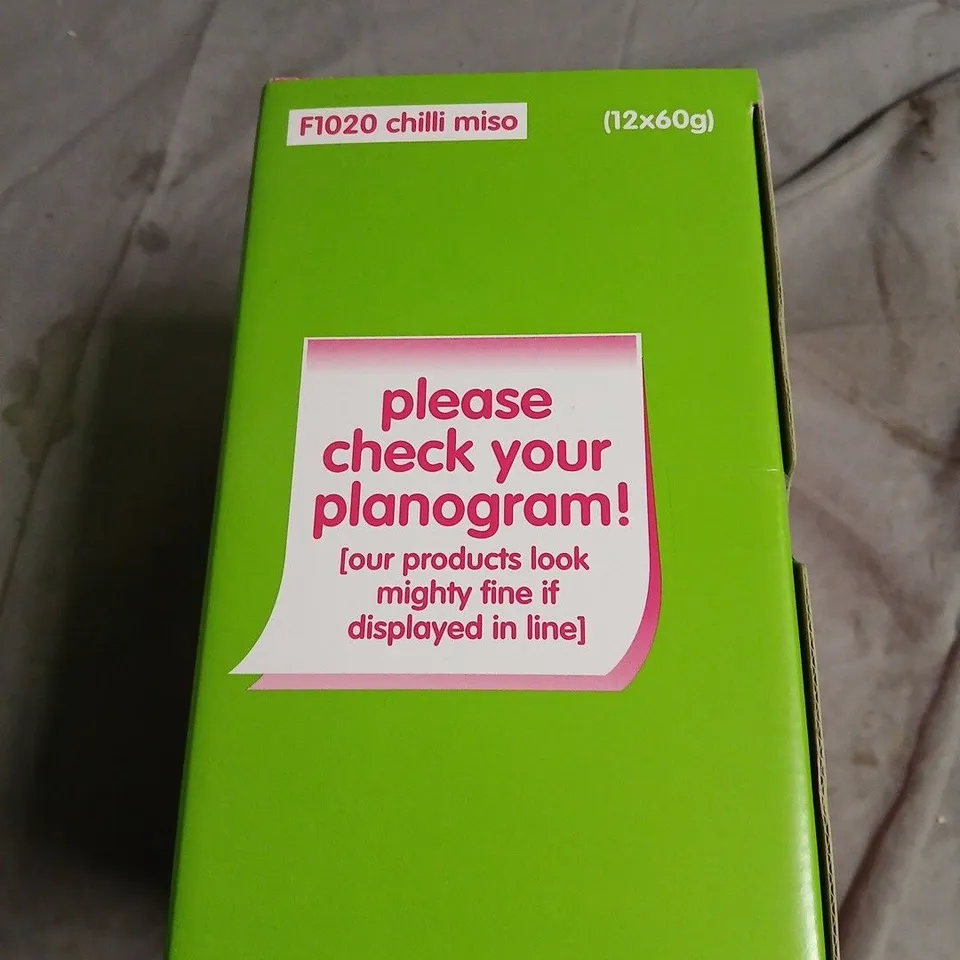 F1020 chilli miso (12x60g)
please
check your
planogram!
[our products look
mighty fine if
displayed in line]